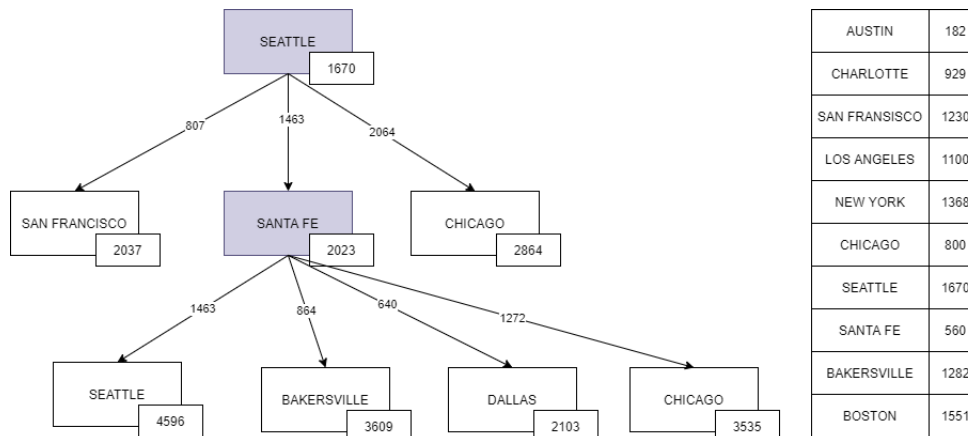 SEATTLE
1670
807
1463
2064
SAN FRANCISCO
2037
SANTA FE
2023
CHICAGO
2864
1463
864
640
1272
SEATTLE
4596
BAKERSVILLE
3609
DALLAS
2103
CHICAGO
3535
AUSTIN 182
CHARLOTTE 929
SAN FRANSISCO 1230
LOS ANGELES 1100
NEW YORK 1368
CHICAGO 800
SEATTLE 1670
SANTA FE 560
BAKERSVILLE 1282
BOSTON 1551